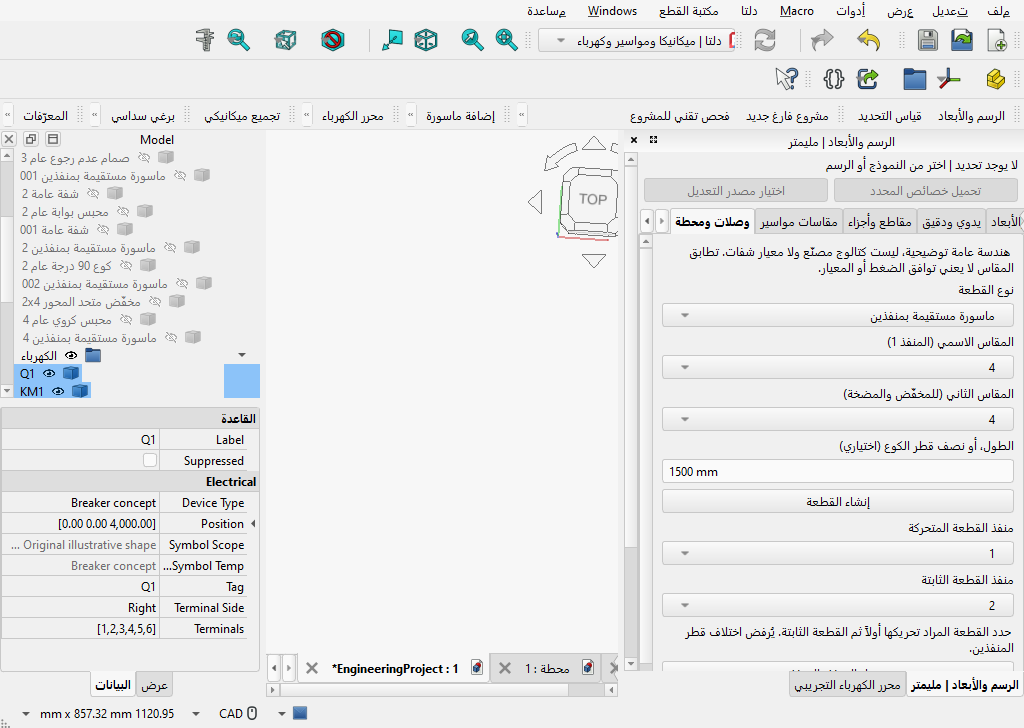 ملف تعديل عرض أدوات Macro دلتا مكتبة القطع Windows مساعدة
دلتا | ميكانيكا ومواسير وكهرباء
الرسم والأبعاد قياس التحديد مشروع فارغ جديد فحص تقني للمشروع
إضافة ماسورة محرر الكهرباء تجميع ميكانيكي برغي سداسي المعرّفات
الرسم والأبعاد | مليمتر
لا يوجد تحديد | اختر من النموذج أو الرسم
تحميل خصائص المحدد اختيار مصدر التعديل
الأبعاد يدوي ودقيق مقاطع وأجزاء مقاسات مواسير وصلات ومحطة
هندسة عامة توضيحية، ليست كتالوج مصنّع ولا معيار شفات. تطابق
المقاس لا يعني توافق الضغط أو المعيار.
نوع القطعة
ماسورة مستقيمة بمنفذين
المقاس الاسمي (المنفذ 1)
4
المقاس الثاني (للمخفّض والمضخة)
4
الطول، أو نصف قطر الكوع (اختياري)
1500 mm
إنشاء القطعة
منفذ القطعة المتحركة
1
منفذ القطعة الثابتة
2
حدد القطعة المراد تحريكها أولاً ثم القطعة الثابتة. يُرفض اختلاف قطر
المنفذين.
الرسم والأبعاد | مليمتر محرر الكهرباء التجريبي
TOP
محطة : 1
EngineeringProject : 1*
Model
صمام عدم رجوع عام 3
ماسورة مستقيمة بمنفذين 001
شفة عامة 2
محبس بوابة عام 2
شفة عامة 001
ماسورة مستقيمة بمنفذين 2
كوع 90 درجة عام 2
ماسورة مستقيمة بمنفذين 002
مخفّض متحد المحور 2x4
محبس كروي عام 4
ماسورة مستقيمة بمنفذين 4
الكهرباء
Q1
KM1
القاعدة
Label Q1
Suppressed
Electrical
Device Type Breaker concept
Position [0.00 0.00 4,000.00]
Symbol Scope Original illustrative shape ...
Symbol Temp... Breaker concept
Tag Q1
Terminal Side Right
Terminals [1,2,3,4,5,6]
عرض البيانات
CAD 1120.95 mm x 857.32 mm